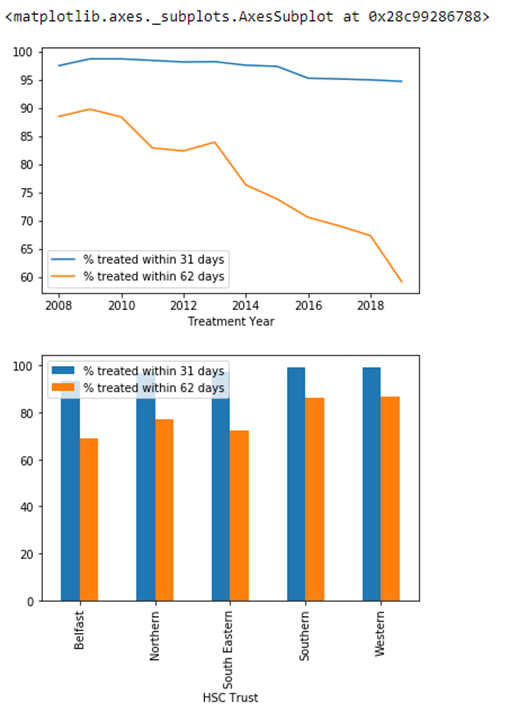 <matplotlib.axes._subplots.AxesSubplot at 0x28c99286788>
100
95
90
85
80
75
70
65
60
% treated within 31 days
% treated within 62 days
2008 2010 2012 2014 2016 2018
Treatment Year
100
80
60
40
20
0
% treated within 31 days
% treated within 62 days
Belfast
Northern
South Eastern
Southern
Western
HSC Trust